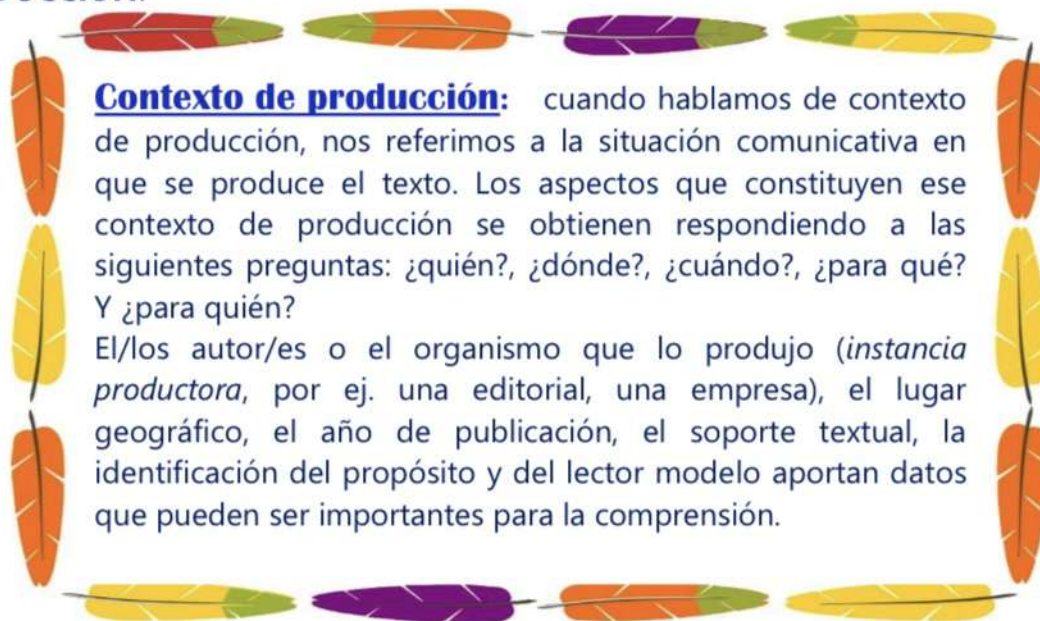 Contexto de producción: cuando hablamos de contexto
de producción, nos referimos a la situación comunicativa en
que se produce el texto. Los aspectos que constituyen ese
contexto de producción se obtienen respondiendo a las
siguientes preguntas: ¿quién?, ¿dónde?, ¿cuándo?, ¿para qué?
Y ¿para quién?
El/los autor/es o el organismo que lo produjo (instancia
productora, por ej. una editorial, una empresa), el lugar
geográfico, el año de publicación, el soporte textual, la
identificación del propósito y del lector modelo aportan datos
que pueden ser importantes para la comprensión.